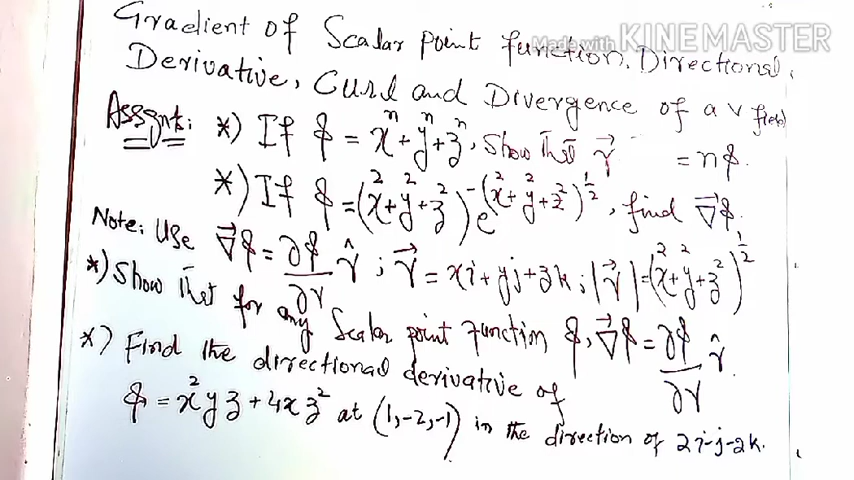 Gradient of Scalar point function, Directional
Made with KINEMASTER
Derivative, Curl and Divergence of a v field
Assgnt: *) If φ = xⁿ+yⁿ+zⁿ, Show tht r⃗ = nφ
*) If φ = (x²+y²+z²) e^-(x²+y²+z²)^1/2, find ∇⃗φ.
Note: Use ∇⃗φ = ∂φ/∂r r̂ ; r⃗ = xi+yj+zk ; |r⃗| = (x²+y²+z²)^1/2
*) Show tht for any Scalar point function φ, ∇⃗φ = ∂φ/∂r r̂.
*) Find the directional derivative of
φ = x²yz + 4xz² at (1,-2,-1) in the direction of 2i-j-2k.